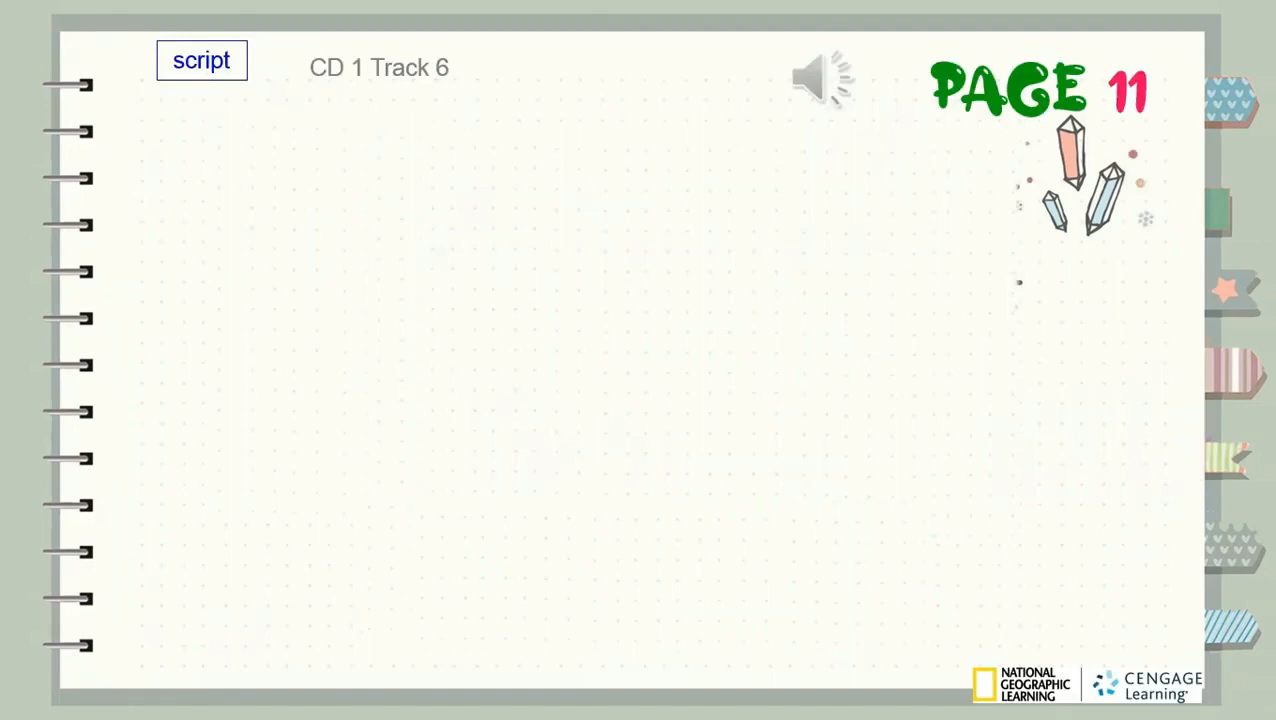 script
CD 1 Track 6
PAGE 11
NATIONAL
GEOGRAPHIC
LEARNING
CENGAGE
Learning